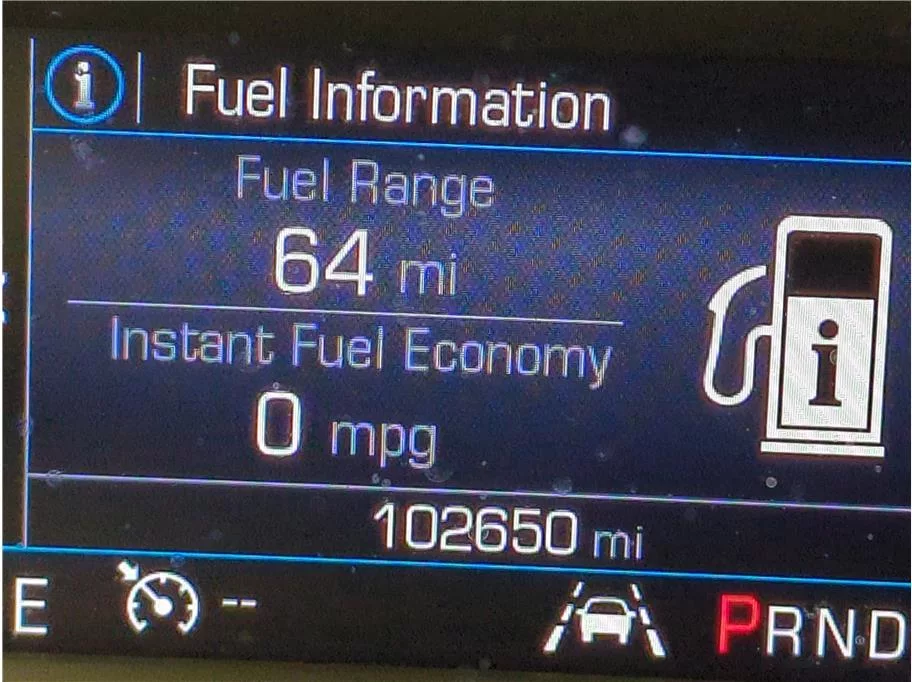 i Fuel Information
Fuel Range
64 mi
Instant Fuel Economy
0 mpg
i
102650 mi
E -- PRND